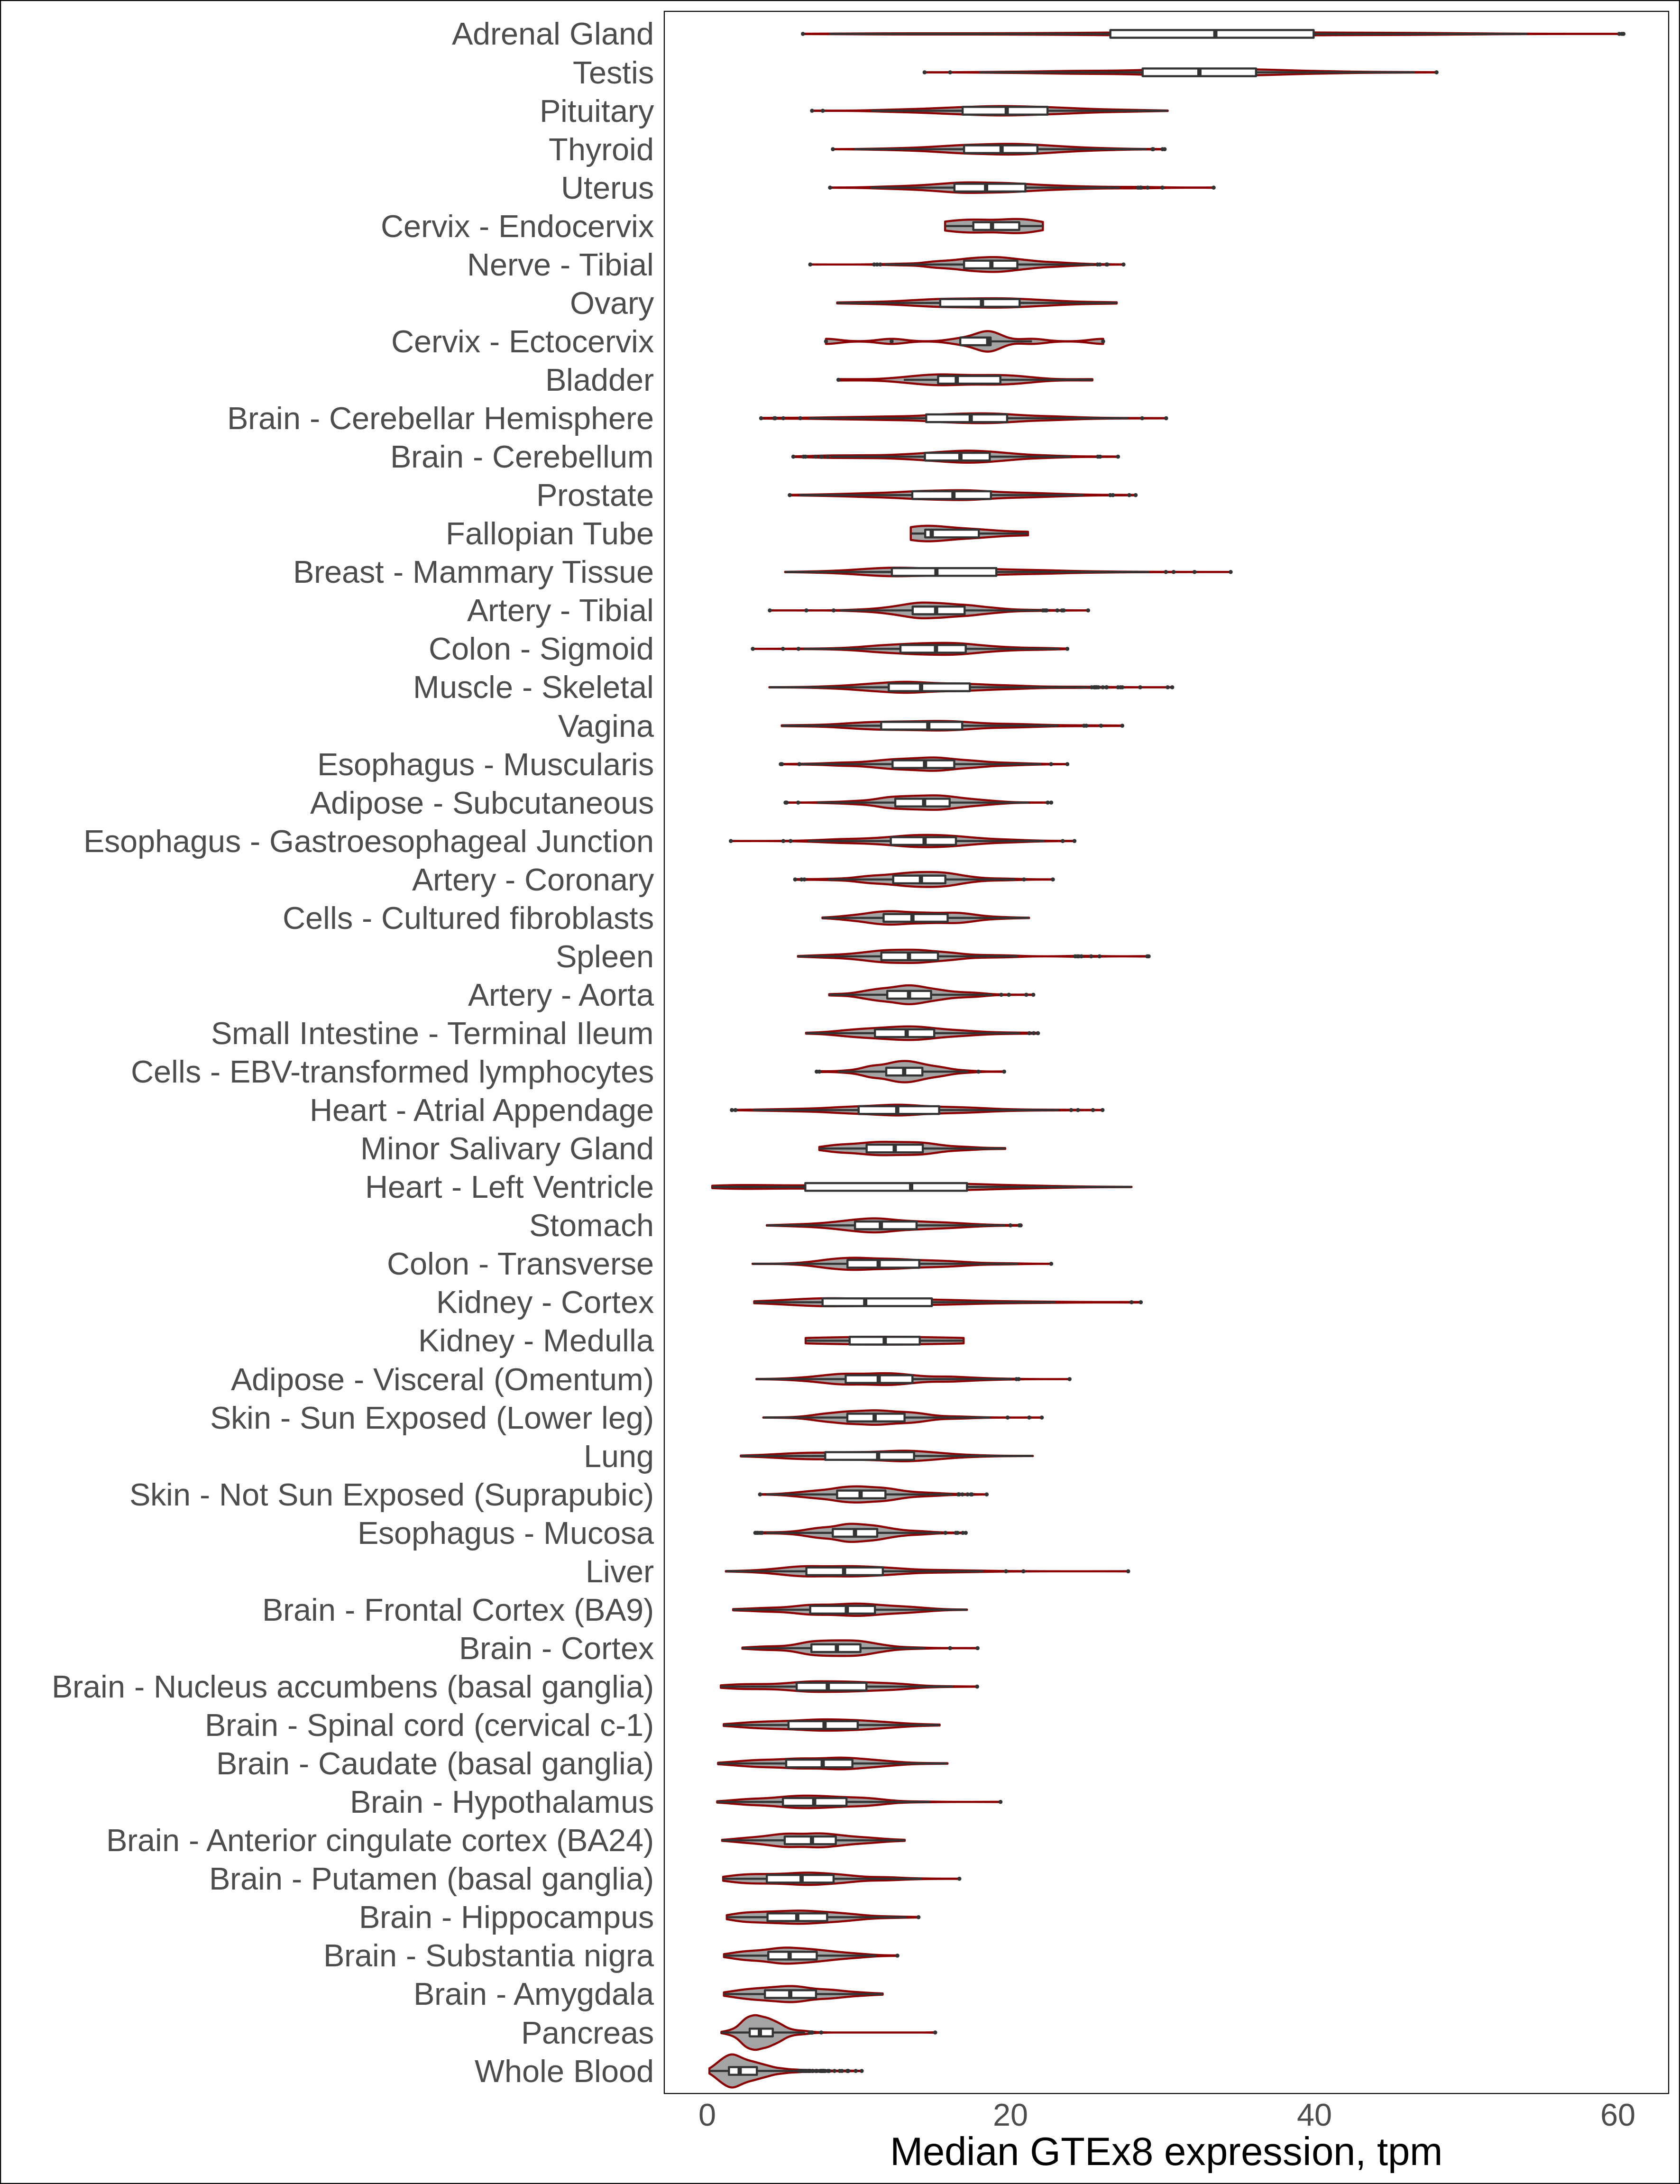 Adrenal Gland
Testis
Pituitary
Thyroid
Uterus
Cervix - Endocervix
Nerve - Tibial
Ovary
Cervix - Ectocervix
Bladder
Brain - Cerebellar Hemisphere
Brain - Cerebellum
Prostate
Fallopian Tube
Breast - Mammary Tissue
Artery - Tibial
Colon - Sigmoid
Muscle - Skeletal
Vagina
Esophagus - Muscularis
Adipose - Subcutaneous
Esophagus - Gastroesophageal Junction
Artery - Coronary
Cells - Cultured fibroblasts
Spleen
Artery - Aorta
Small Intestine - Terminal Ileum
Cells - EBV-transformed lymphocytes
Heart - Atrial Appendage
Minor Salivary Gland
Heart - Left Ventricle
Stomach
Colon - Transverse
Kidney - Cortex
Kidney - Medulla
Adipose - Visceral (Omentum)
Skin - Sun Exposed (Lower leg)
Lung
Skin - Not Sun Exposed (Suprapubic)
Esophagus - Mucosa
Liver
Brain - Frontal Cortex (BA9)
Brain - Cortex
Brain - Nucleus accumbens (basal ganglia)
Brain - Spinal cord (cervical c-1)
Brain - Caudate (basal ganglia)
Brain - Hypothalamus
Brain - Anterior cingulate cortex (BA24)
Brain - Putamen (basal ganglia)
Brain - Hippocampus
Brain - Substantia nigra
Brain - Amygdala
Pancreas
Whole Blood
0 20 40 60
Median GTEx8 expression, tpm